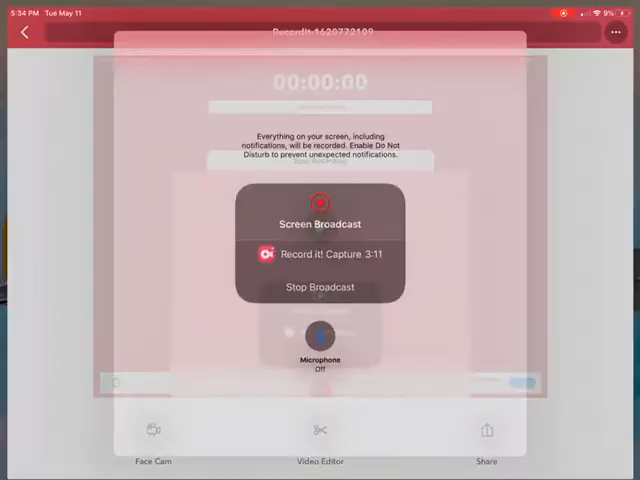 5:34 PM Tue May 11
9%
RecordIt-1620772109
00:00:00
Everything on your screen, including
notifications, will be recorded. Enable Do Not
Disturb to prevent unexpected notifications.
Screen Broadcast
Record it! Capture 3:11
Stop Broadcast
Microphone
Off
Face Cam
Video Editor
Share